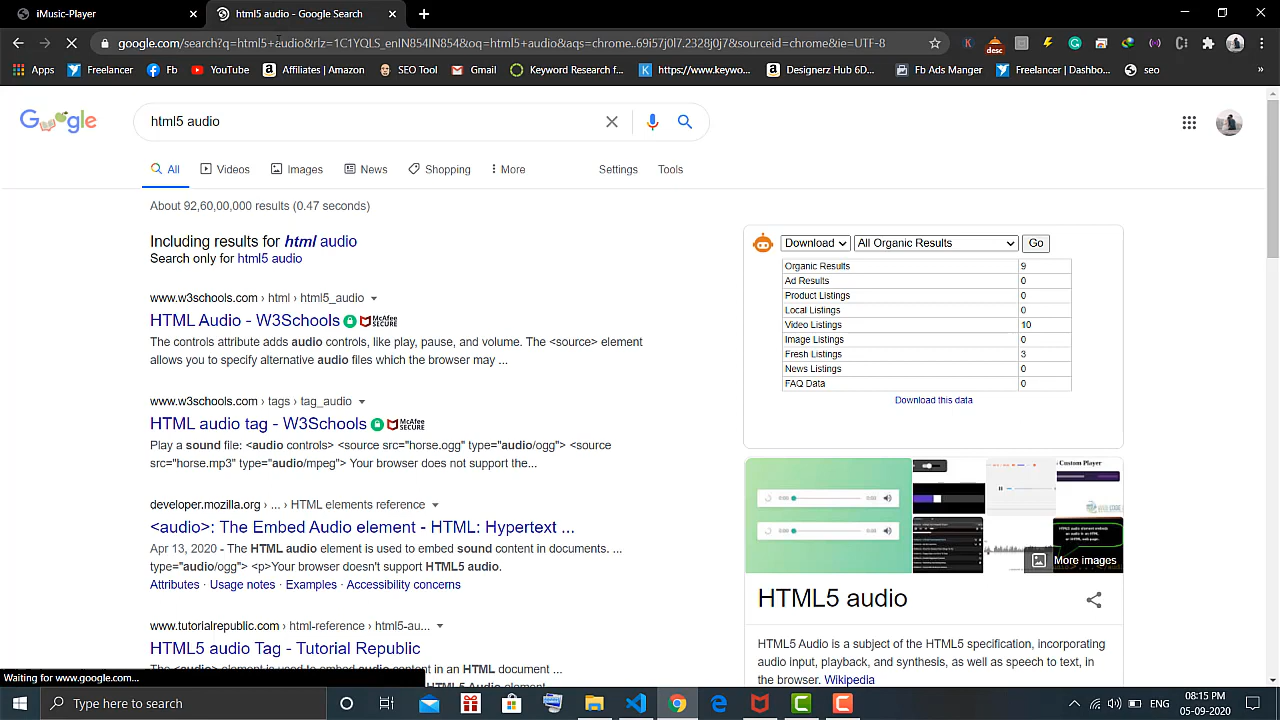 iMusic-Player
html5 audio - Google Search
google.com/search?q=html5+audio&rlz=1C1YQLS_enIN854IN854&oq=html5+audio&aqs=chrome..69i57j0l7.2328j0j7&sourceid=chrome&ie=UTF-8
desc
Apps
Freelancer
Fb
YouTube
Affiliates | Amazon
SEO Tool
Gmail
Keyword Research f...
https://www.keywo...
Designerz Hub 6D...
Fb Ads Manger
Freelancer | Dashbo...
seo
»
Google
html5 audio
All
Videos
Images
News
Shopping
More
Settings
Tools
About 92,60,00,000 results (0.47 seconds)
Including results for html audio
Search only for html5 audio
www.w3schools.com › html › html5_audio
HTML Audio - W3Schools
McAfee SECURE
The controls attribute adds audio controls, like play, pause, and volume. The <source> element
allows you to specify alternative audio files which the browser may ...
www.w3schools.com › tags › tag_audio
HTML audio tag - W3Schools
McAfee SECURE
Play a sound file: <audio controls> <source src="horse.ogg" type="audio/ogg"> <source
src="horse.mp3" type="audio/mpeg"> Your browser does not support the...
developer.mozilla.org › ... › HTML elements reference
<audio>: The Embed Audio element - HTML: Hypertext ...
Apr 13, HTML audio element is used to embed sound content in documents. ...
type="audio <p>Your browser does not support HTML5 audio.
Attributes · Usage notes · Examples · Accessibility concerns
www.tutorialrepublic.com › html-reference › html5-au...
HTML5 audio Tag - Tutorial Republic
The <audio> element is used to embed audio content in an HTML document ...
Waiting for www.google.com...
Download
All Organic Results
Go
Organic Results 9
Ad Results 0
Product Listings 0
Local Listings 0
Video Listings 10
Image Listings 0
Fresh Listings 3
News Listings 0
FAQ Data 0
Download this data
Custom Player
More images
HTML5 audio
HTML5 Audio is a subject of the HTML5 specification, incorporating
audio input, playback, and synthesis, as well as speech to text, in
the browser. Wikipedia
Type here to search
ENG
08:15 PM
05-09-2020